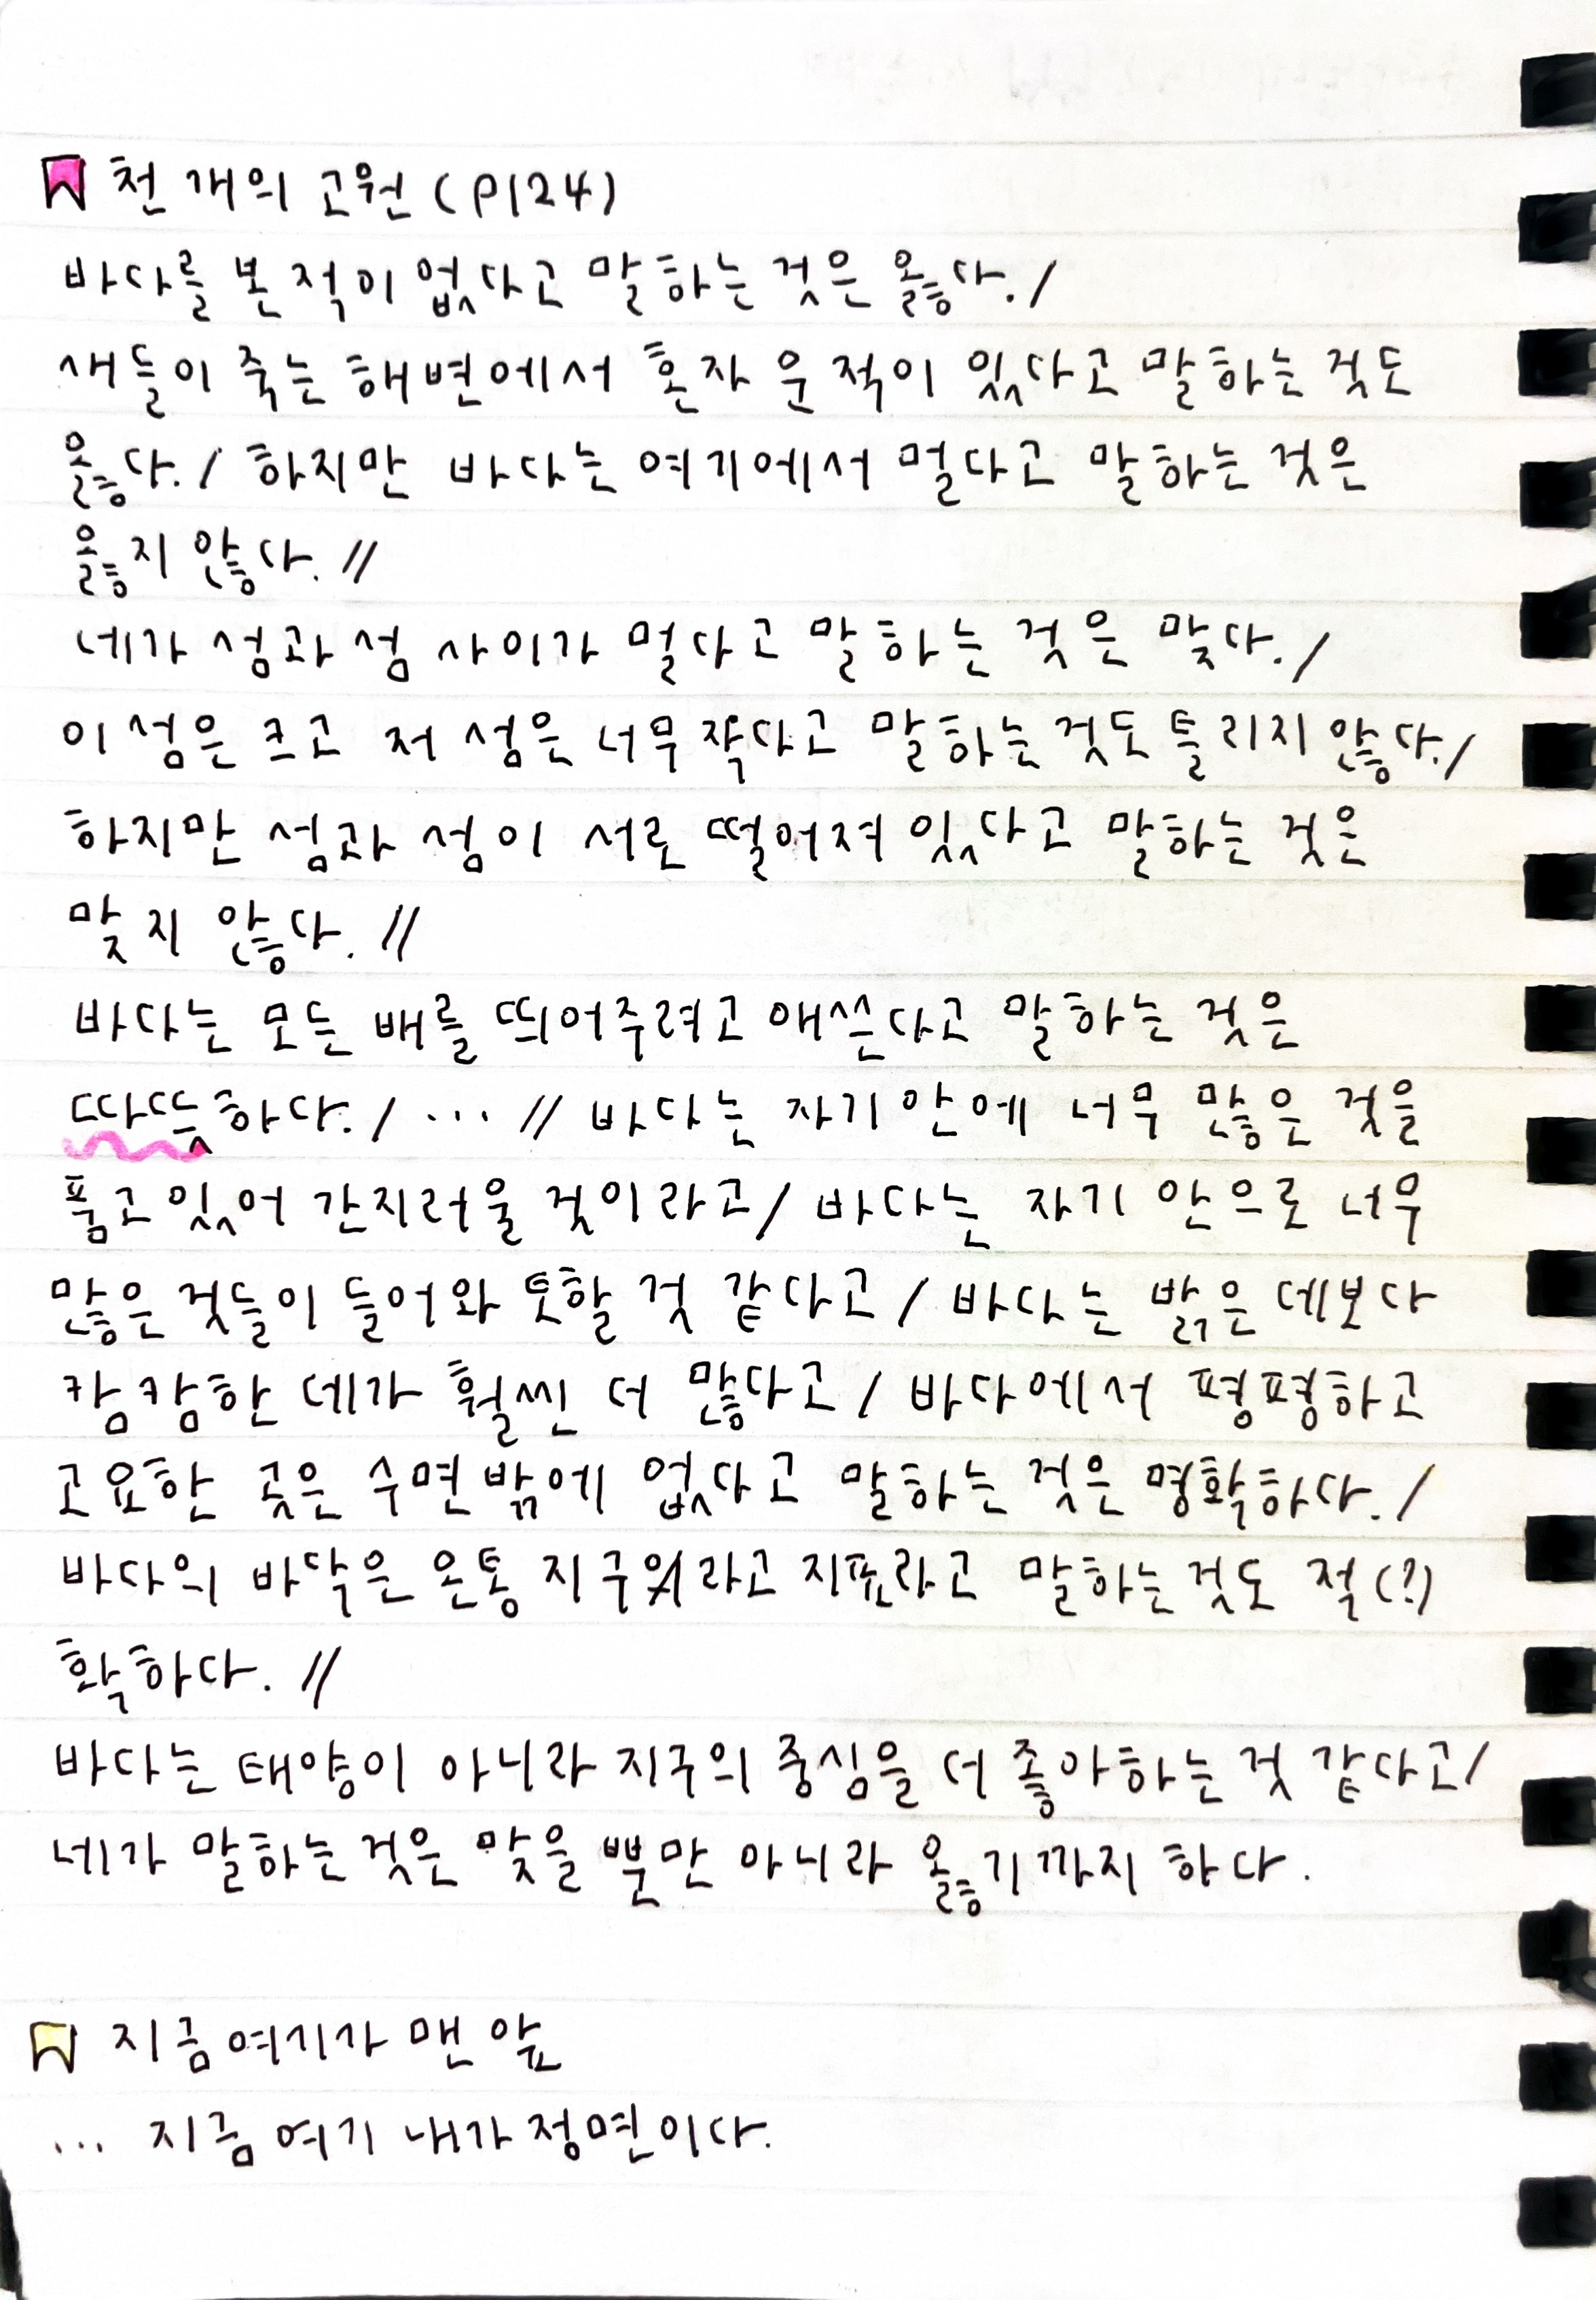 천 개의 고원 (P124)
바다를 본 적이 없다고 말하는 것은 옳다. /
새들이 죽는 해변에서 혼자 운 적이 있다고 말하는 것도
옳다. / 하지만 바다는 여기에서 멀다고 말하는 것은
옳지 않다. //
네가 섬과 섬 사이가 멀다고 말하는 것은 맞다. /
이 섬은 크고 저 섬은 너무 작다고 말하는 것도 틀리지 않다. /
하지만 섬과 섬이 서로 떨어져 있다고 말하는 것은
맞지 않다. //
바다는 모든 배를 띄어주려고 애쓴다고 말하는 것은
따듯하다. / ... // 바다는 자기 안에 너무 많은 것을
품고 있어 간지러울 것이라고 / 바다는 자기 안으로 너무
많은 것들이 들어와 토할 것 같다고 / 바다는 밝은 데보다
캄캄한 데가 훨씬 더 많다고 / 바다에서 평평하고
고요한 곳은 수면 밖에 없다고 말하는 것은 명확하다. /
바다의 바닥은 온통 지구라고 지표라고 말하는 것도 적(?)
확하다. //
바다는 태양이 아니라 지구의 중심을 더 좋아하는 것 같다고 /
네가 말하는 것은 맞을 뿐만 아니라 옳기까지 하다.
지금 여기가 맨 앞
... 지금 여기 내가 정면이다.